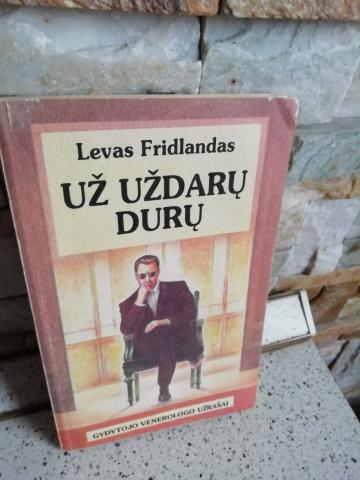 Levas Fridlandas
UŽ UŽDARŲ
DURŲ
GYDYTOJO VENEROLOGO UŽRAŠAI